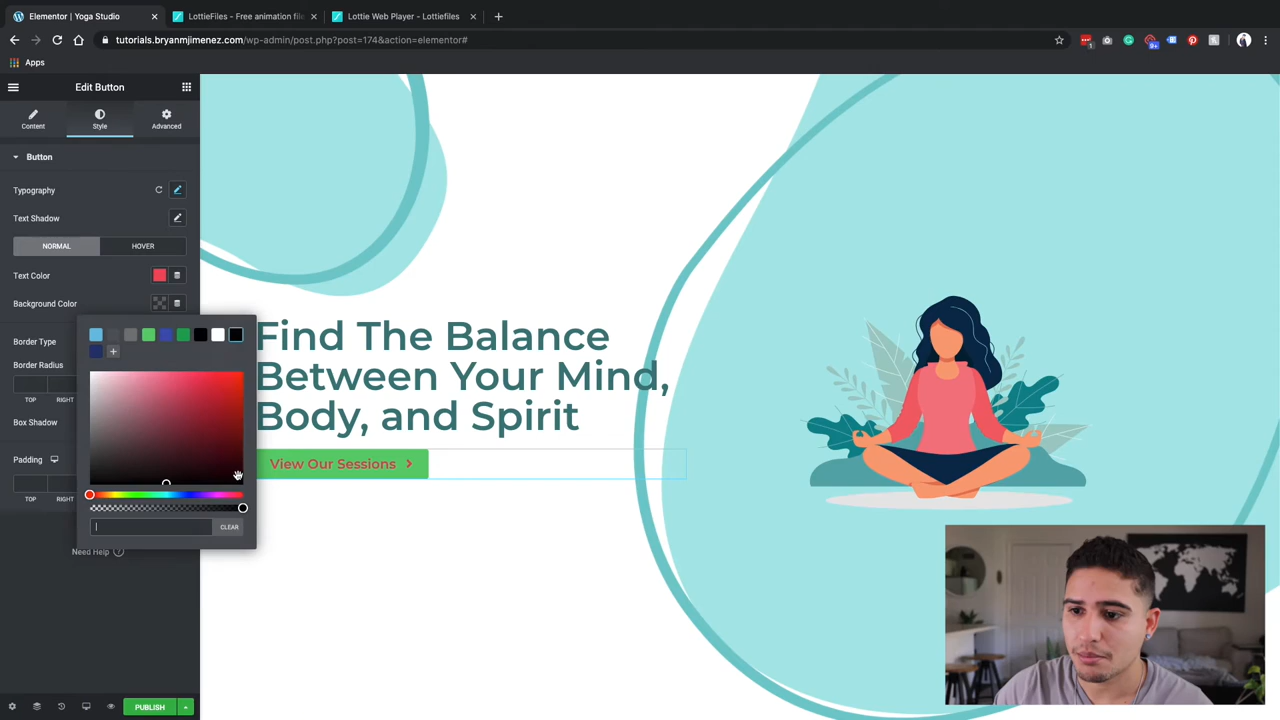 Elementor | Yoga Studio
LottieFiles - Free animation file
Lottie Web Player - Lottiefiles
tutorials.bryanmjimenez.com/wp-admin/post.php?post=174&action=elementor#
1
9+
Apps
Edit Button
Content
Style
Advanced
Button
Typography
Text Shadow
NORMAL
HOVER
Text Color
Background Color
Border Type
Border Radius
TOP
RIGHT
Box Shadow
Padding
TOP
RIGHT
CLEAR
Need Help
?
PUBLISH
Find The Balance
Between Your Mind,
Body, and Spirit
View Our Sessions